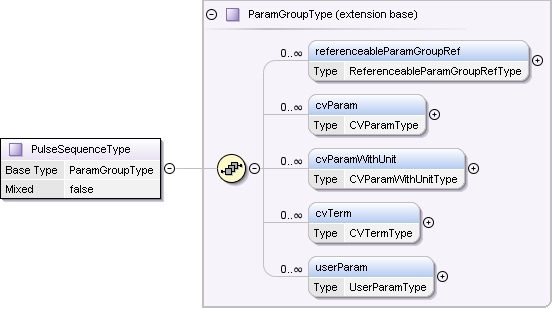 ParamGroupType (extension base)
0..∞ referenceableParamGroupRef
Type ReferenceableParamGroupRefType
0..∞ cvParam
Type CVParamType
PulseSequenceType
Base Type ParamGroupType
Mixed false
0..∞ cvParamWithUnit
Type CVParamWithUnitType
0..∞ cvTerm
Type CVTermType
0..∞ userParam
Type UserParamType